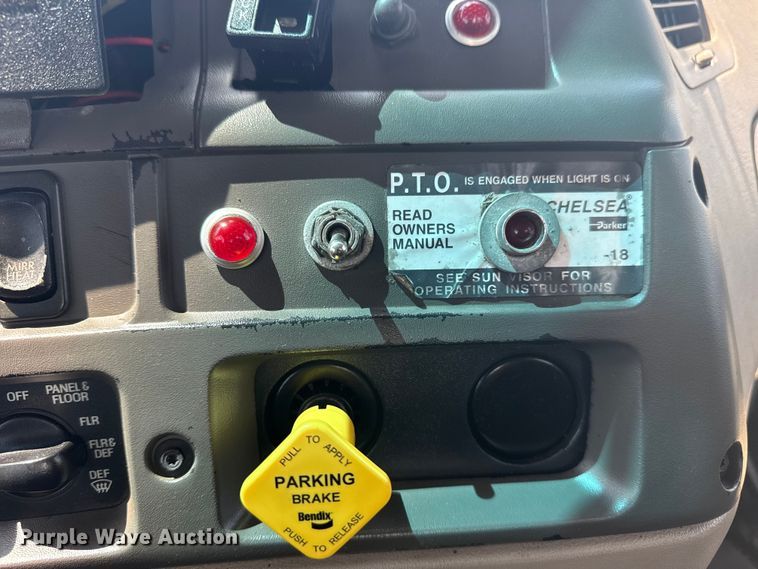 P.T.O. IS ENGAGED WHEN LIGHT IS ON
READ
OWNERS
MANUAL
CHELSEA®
Parker
-18
SEE SUN VISOR FOR
OPERATING INSTRUCTIONS
MIRR
HEAT
OFF
PANEL &
FLOOR
FLR
FLR&
DEF
DEF
PULL TO APPLY
PARKING
BRAKE
Bendix
PUSH TO RELEASE
Purple Wave Auction